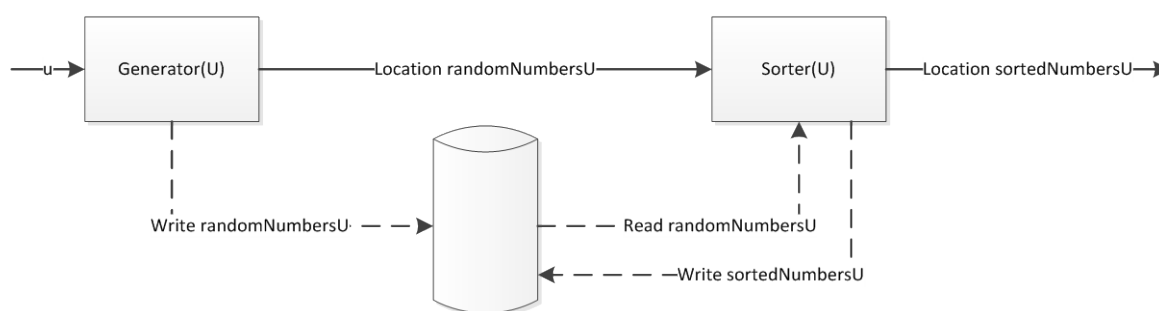 u
Generator(U)
Location randomNumbersU
Sorter(U)
Location sortedNumbersU
Write randomNumbersU
Read randomNumbersU
Write sortedNumbersU